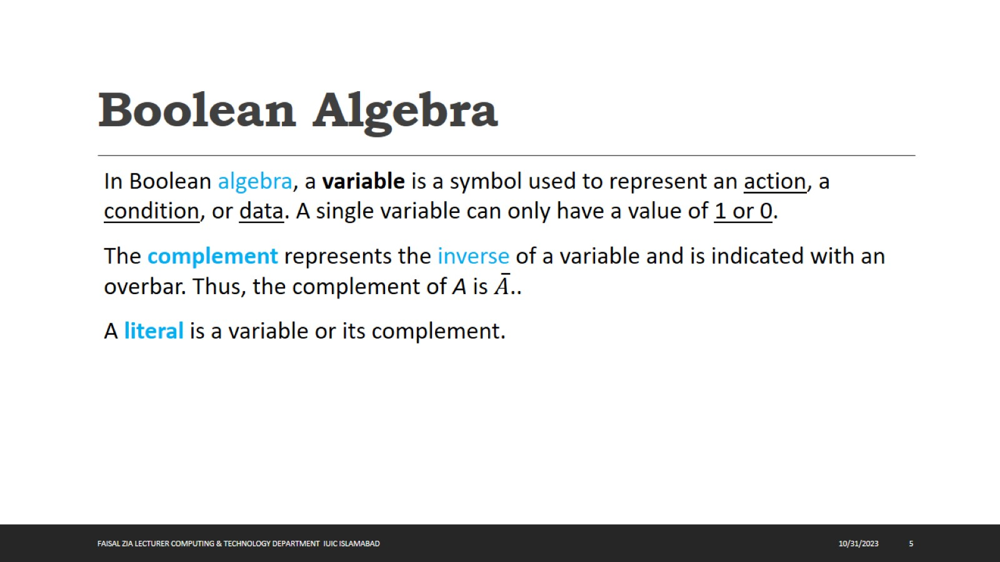 Boolean Algebra
In Boolean algebra, a variable is a symbol used to represent an action, a
condition, or data. A single variable can only have a value of 1 or 0.
The complement represents the inverse of a variable and is indicated with an
overbar. Thus, the complement of A is Ā..
A literal is a variable or its complement.
FAISAL ZIA LECTURER COMPUTING & TECHNOLOGY DEPARTMENT IUIC ISLAMABAD 10/31/2023 5